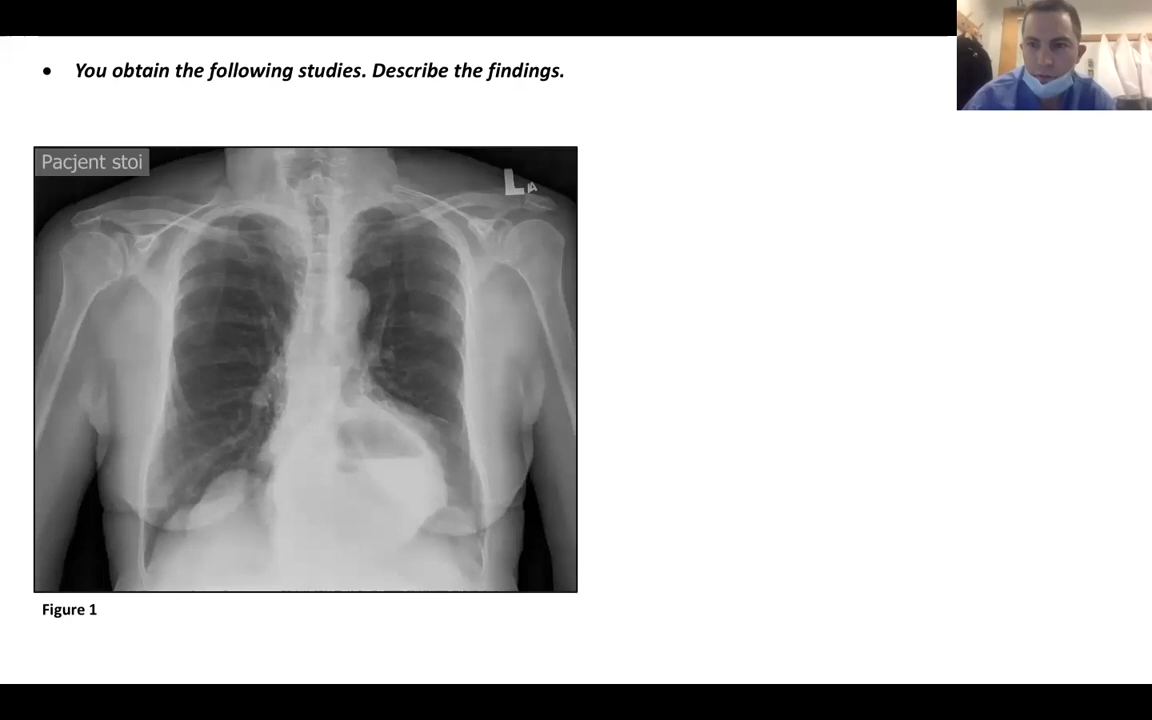 • You obtain the following studies. Describe the findings.
Pacjent stoi
L A
Figure 1